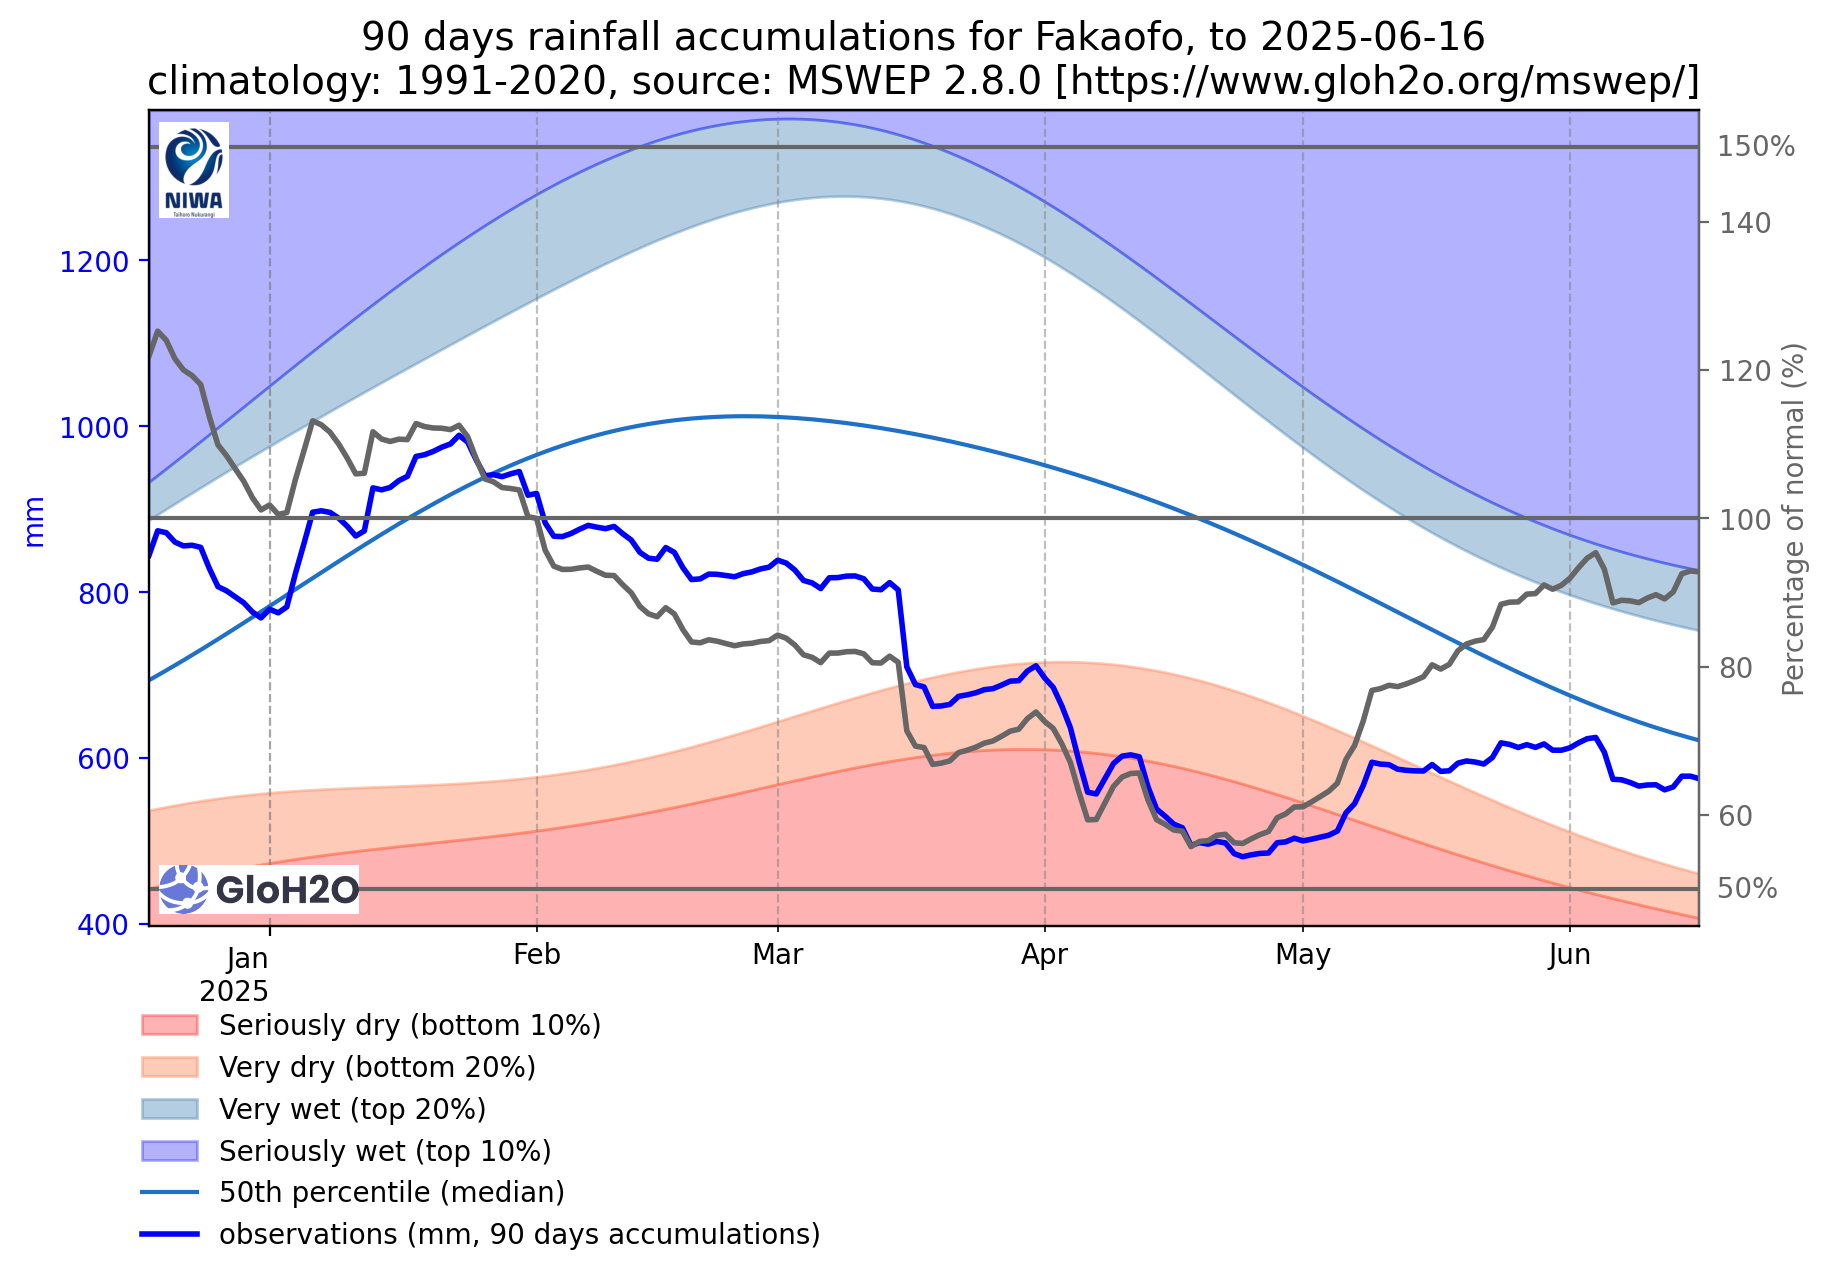 90 days rainfall accumulations for Fakaofo, to 2025-06-16
climatology: 1991-2020, source: MSWEP 2.8.0 [https://www.gloh2o.org/mswep/]
NIWA
Taihoro Nukurangi
150%
140
120
100
80
60
50%
Percentage of normal (%)
1200
1000
800
600
400
mm
GloH2O
Jan
2025
Feb
Mar
Apr
May
Jun
Seriously dry (bottom 10%)
Very dry (bottom 20%)
Very wet (top 20%)
Seriously wet (top 10%)
50th percentile (median)
observations (mm, 90 days accumulations)